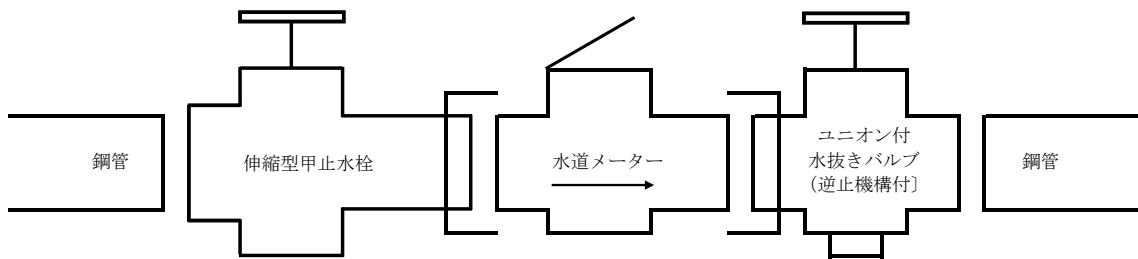 鋼管
伸縮型甲止水栓
水道メーター
ユニオン付
水抜きバルブ
（逆止機構付〕
鋼管